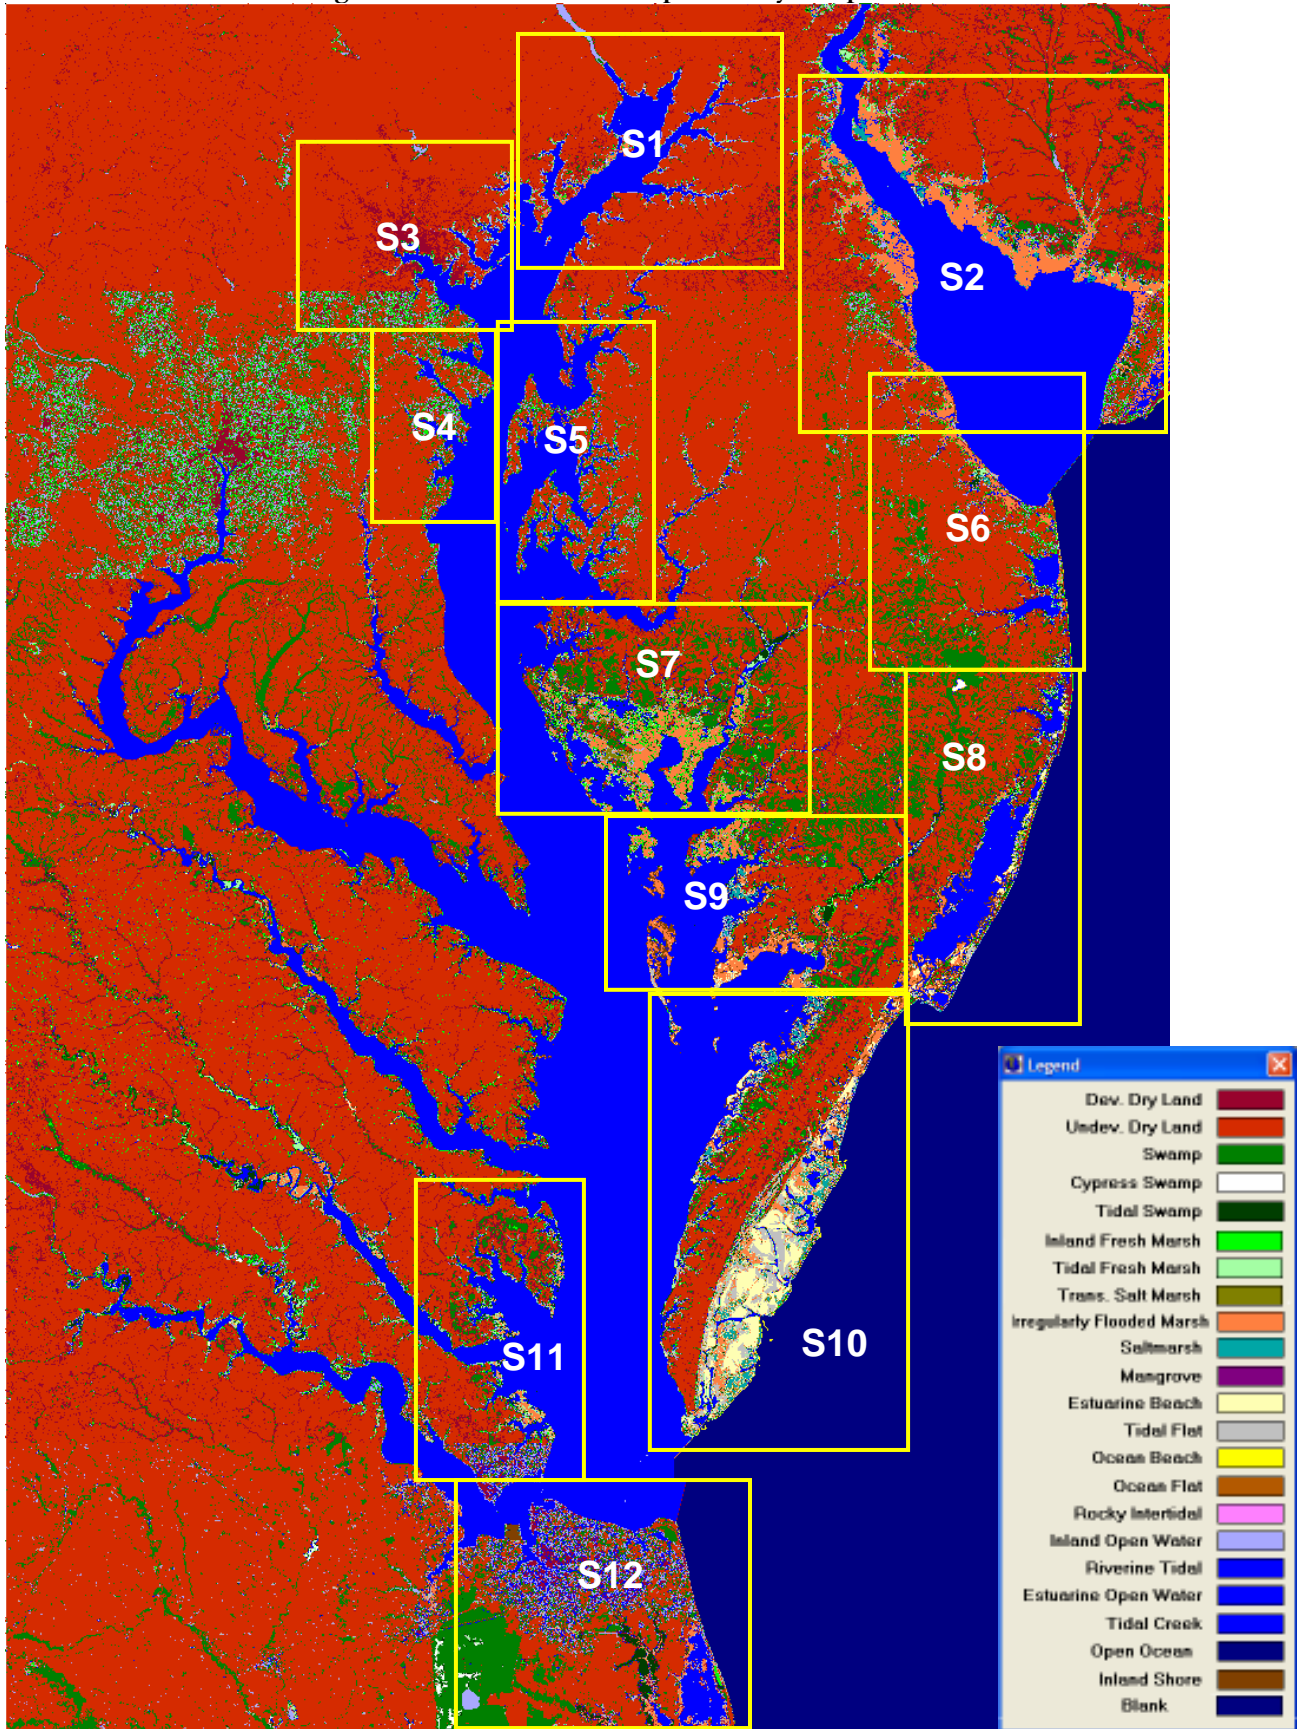 S1
S2
S3
S4
S5
S6
S7
S8
S9
S10
S11
S12
Legend
Dev. Dry Land
Undev. Dry Land
Swamp
Cypress Swamp
Tidal Swamp
Inland Fresh Marsh
Tidal Fresh Marsh
Trans. Salt Marsh
Irregularly Flooded Marsh
Saltmarsh
Mangrove
Estuarine Beach
Tidal Flat
Ocean Beach
Ocean Flat
Rocky Intertidal
Inland Open Water
Riverine Tidal
Estuarine Open Water
Tidal Creek
Open Ocean
Inland Shore
Blank